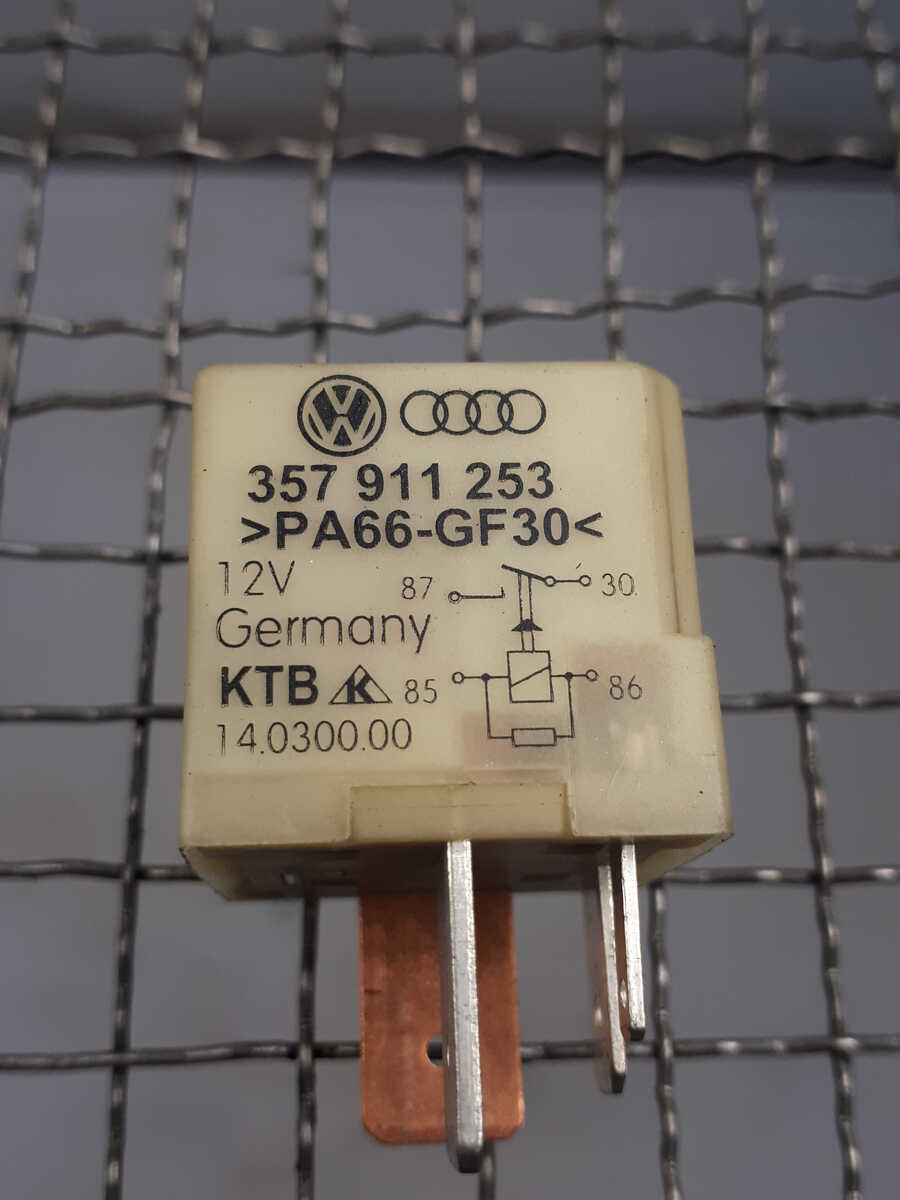 357 911 253
>PA66-GF30<
12V
87
30
Germany
KTB K 85
86
14.0300.00